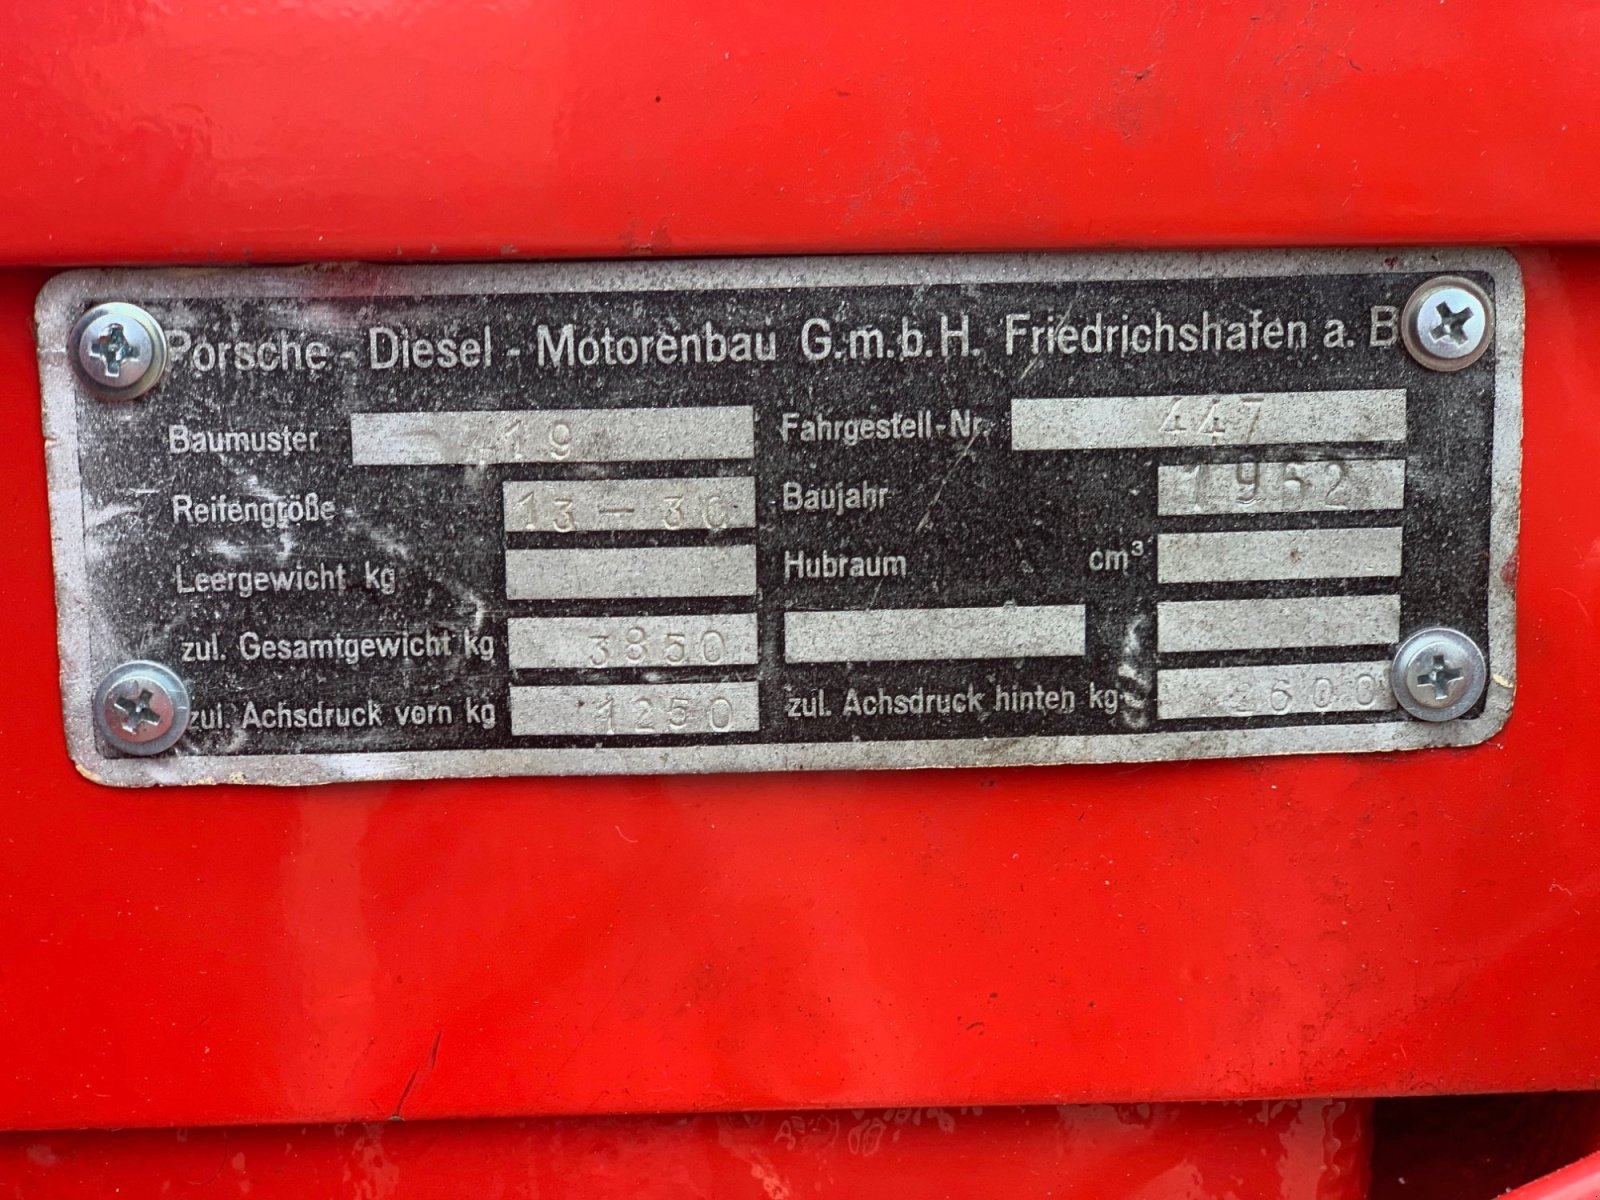 Porsche - Diesel - Motorenbau G.m.b.H. Friedrichshafen a. B
Baumuster 419 Fahrgestell-Nr. 447
Reifengröße 13-30 Baujahr 1962
Leergewicht kg Hubraum cm³
zul. Gesamtgewicht kg 3850
zul. Achsdruck vorn kg 1250 zul. Achsdruck hinten kg 2600